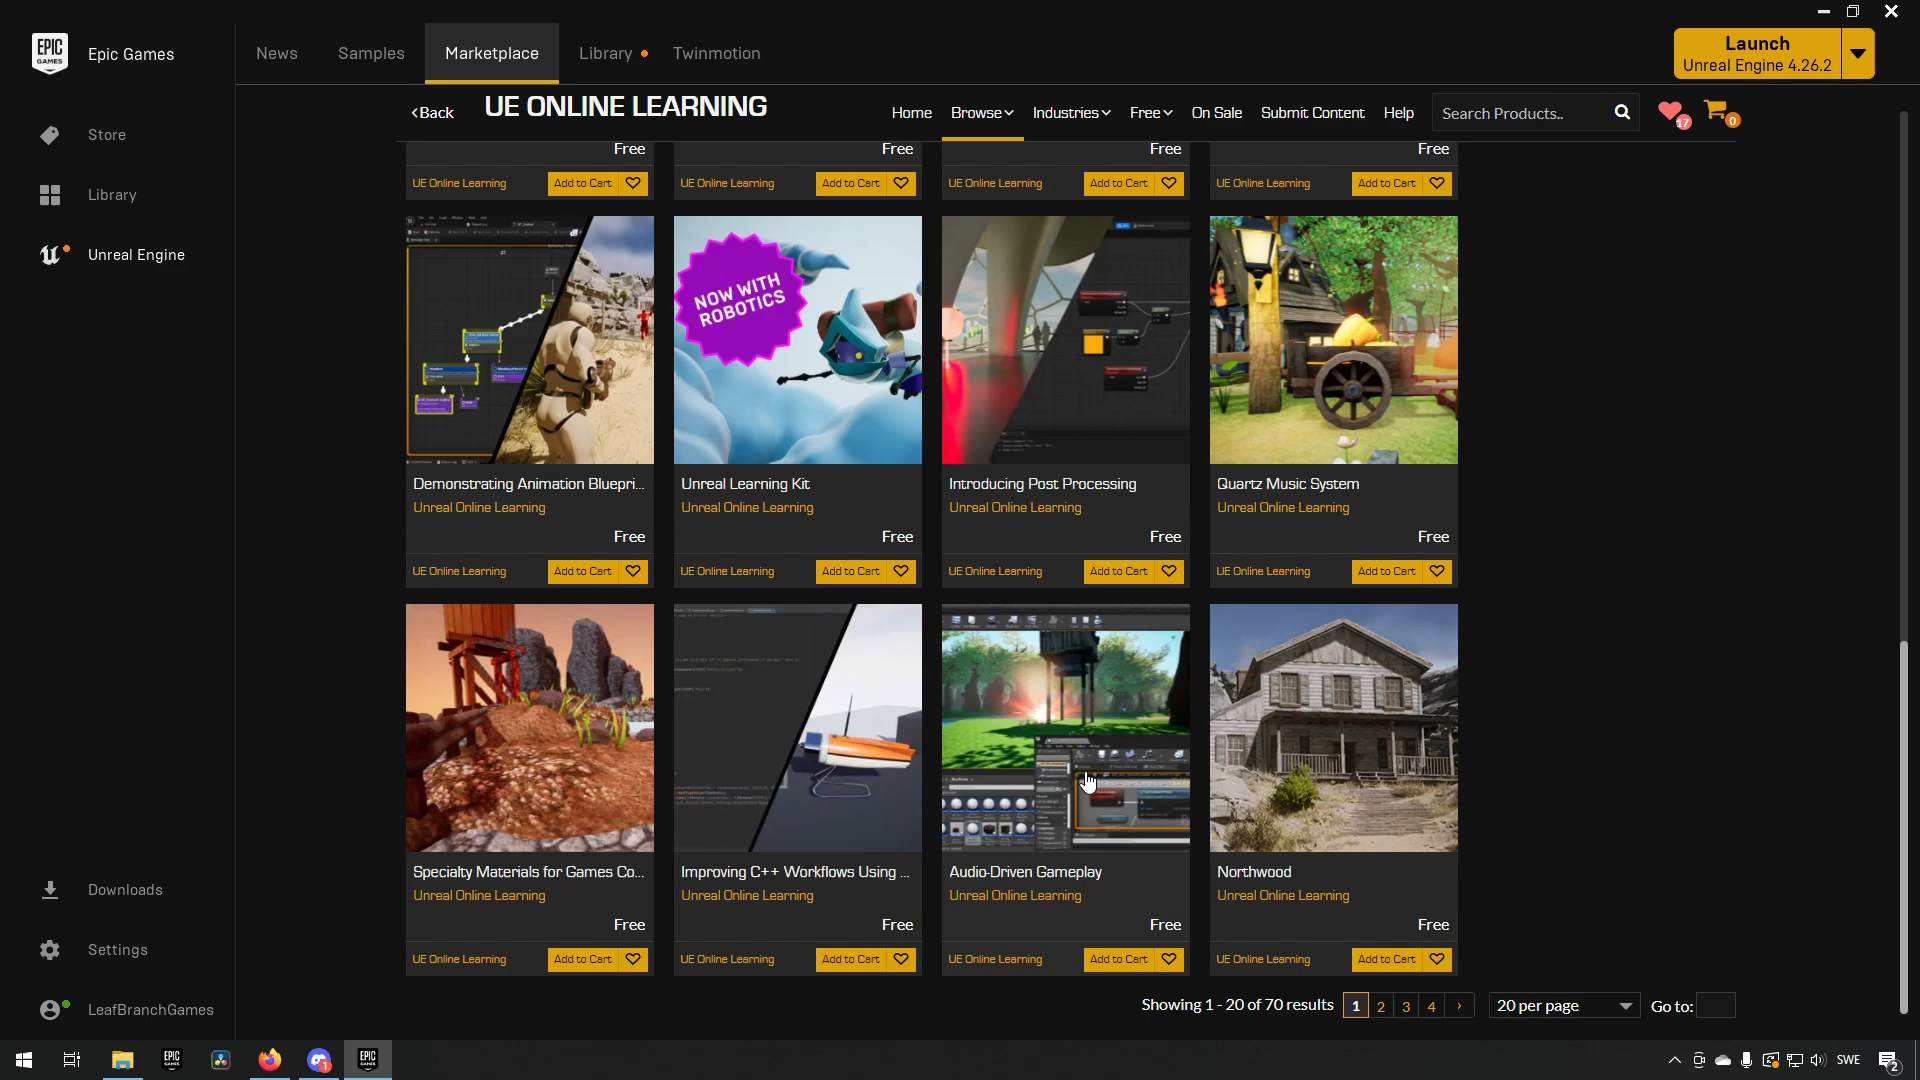 EPIC GAMES
Epic Games
News
Samples
Marketplace
Library
Twinmotion
Launch
Unreal Engine 4.26.2
Store
Library
Unreal Engine
Downloads
Settings
LeafBranchGames
Back
UE ONLINE LEARNING
Home
Browse
Industries
Free
On Sale
Submit Content
Help
Search Products..
17
0
Free
Free
Free
Free
UE Online Learning
Add to Cart
UE Online Learning
Add to Cart
UE Online Learning
Add to Cart
UE Online Learning
Add to Cart
NOW WITH
ROBOTICS
Demonstrating Animation Bluepri...
Unreal Online Learning
Free
UE Online Learning
Add to Cart
Unreal Learning Kit
Unreal Online Learning
Free
UE Online Learning
Add to Cart
Introducing Post Processing
Unreal Online Learning
Free
UE Online Learning
Add to Cart
Quartz Music System
Unreal Online Learning
Free
UE Online Learning
Add to Cart
Specialty Materials for Games Co...
Unreal Online Learning
Free
UE Online Learning
Add to Cart
Improving C++ Workflows Using ...
Unreal Online Learning
Free
UE Online Learning
Add to Cart
Audio-Driven Gameplay
Unreal Online Learning
Free
UE Online Learning
Add to Cart
Northwood
Unreal Online Learning
Free
UE Online Learning
Add to Cart
Showing 1 - 20 of 70 results
1
2
3
4
›
20 per page
Go to:
EPIC GAMES
1
EPIC GAMES
SWE
2